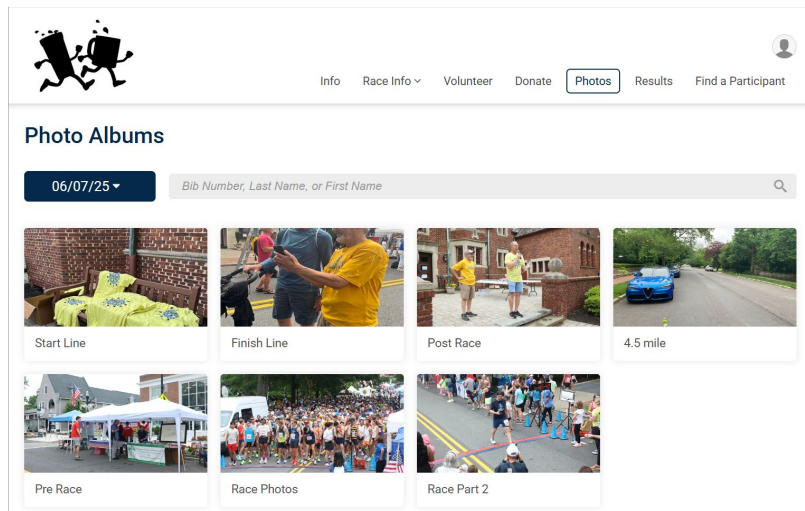 Info Race Info Volunteer Donate Photos Results Find a Participant
Photo Albums
06/07/25
Bib Number, Last Name, or First Name
Start Line Finish Line Post Race 4.5 mile
Pre Race Race Photos Race Part 2